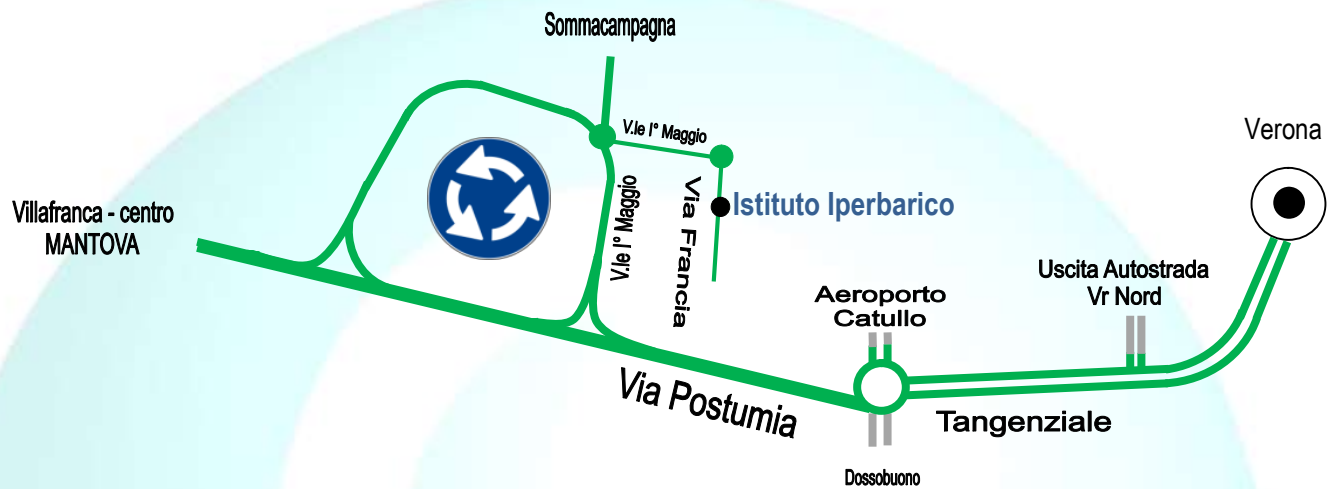 Sommacampagna
V.le I° Maggio
Verona
Villafranca - centro
MANTOVA
V.le I° Maggio
Via Francia
Istituto Iperbarico
Uscita Autostrada
Vr Nord
Aeroporto
Catullo
Via Postumia
Tangenziale
Dossobuono